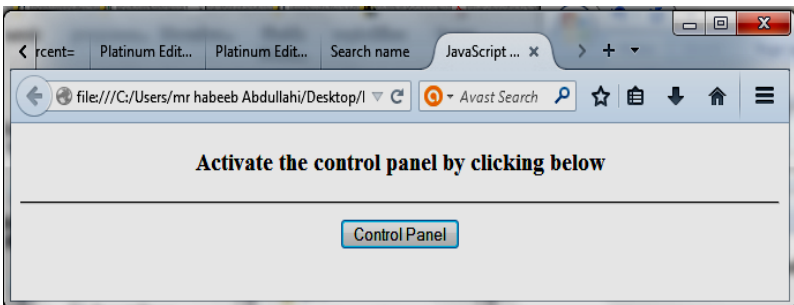 rcent=
Platinum Edit...
Platinum Edit...
Search name
JavaScript ...
file:///C:/Users/mr habeeb Abdullahi/Desktop/l
Avast Search
Activate the control panel by clicking below
Control Panel